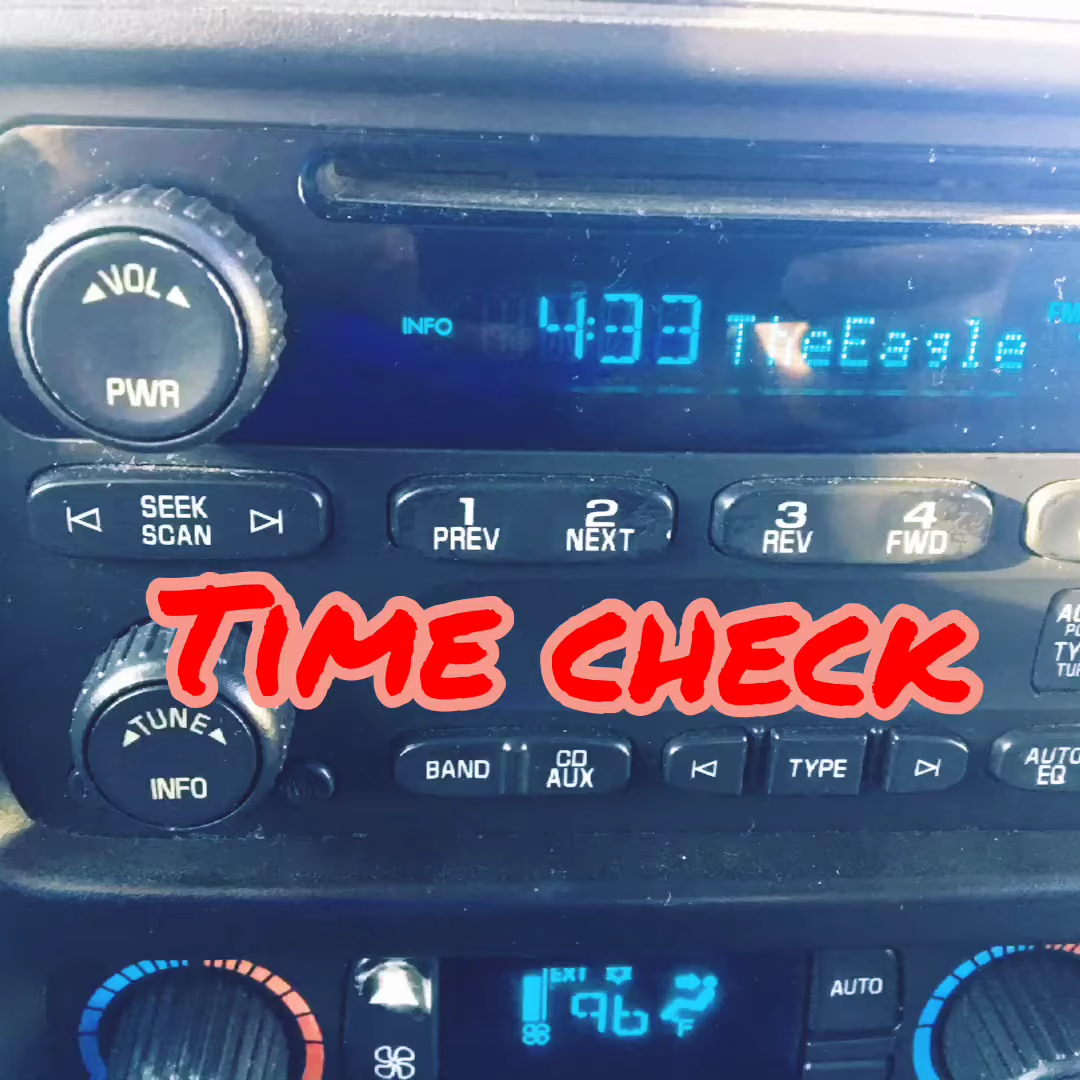 VOL
PWR
INFO 4:33 TheEagle
SEEK
SCAN
1 2 3 4
PREV NEXT REV FWD
TIME CHECK
TUNE
INFO
BAND
CD
AUX
TYPE
AUTO
EQ
EXT
96
F
AUTO